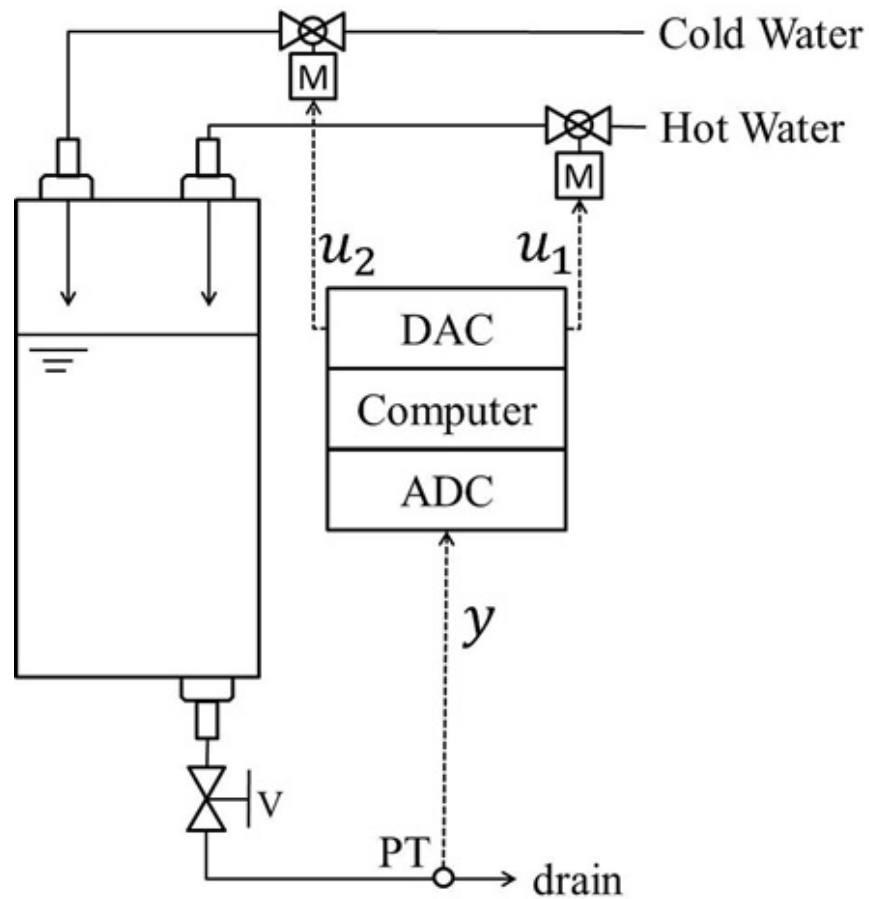 Cold Water
M
Hot Water
M
u₂
u₁
DAC
Computer
ADC
y
V
PT
drain